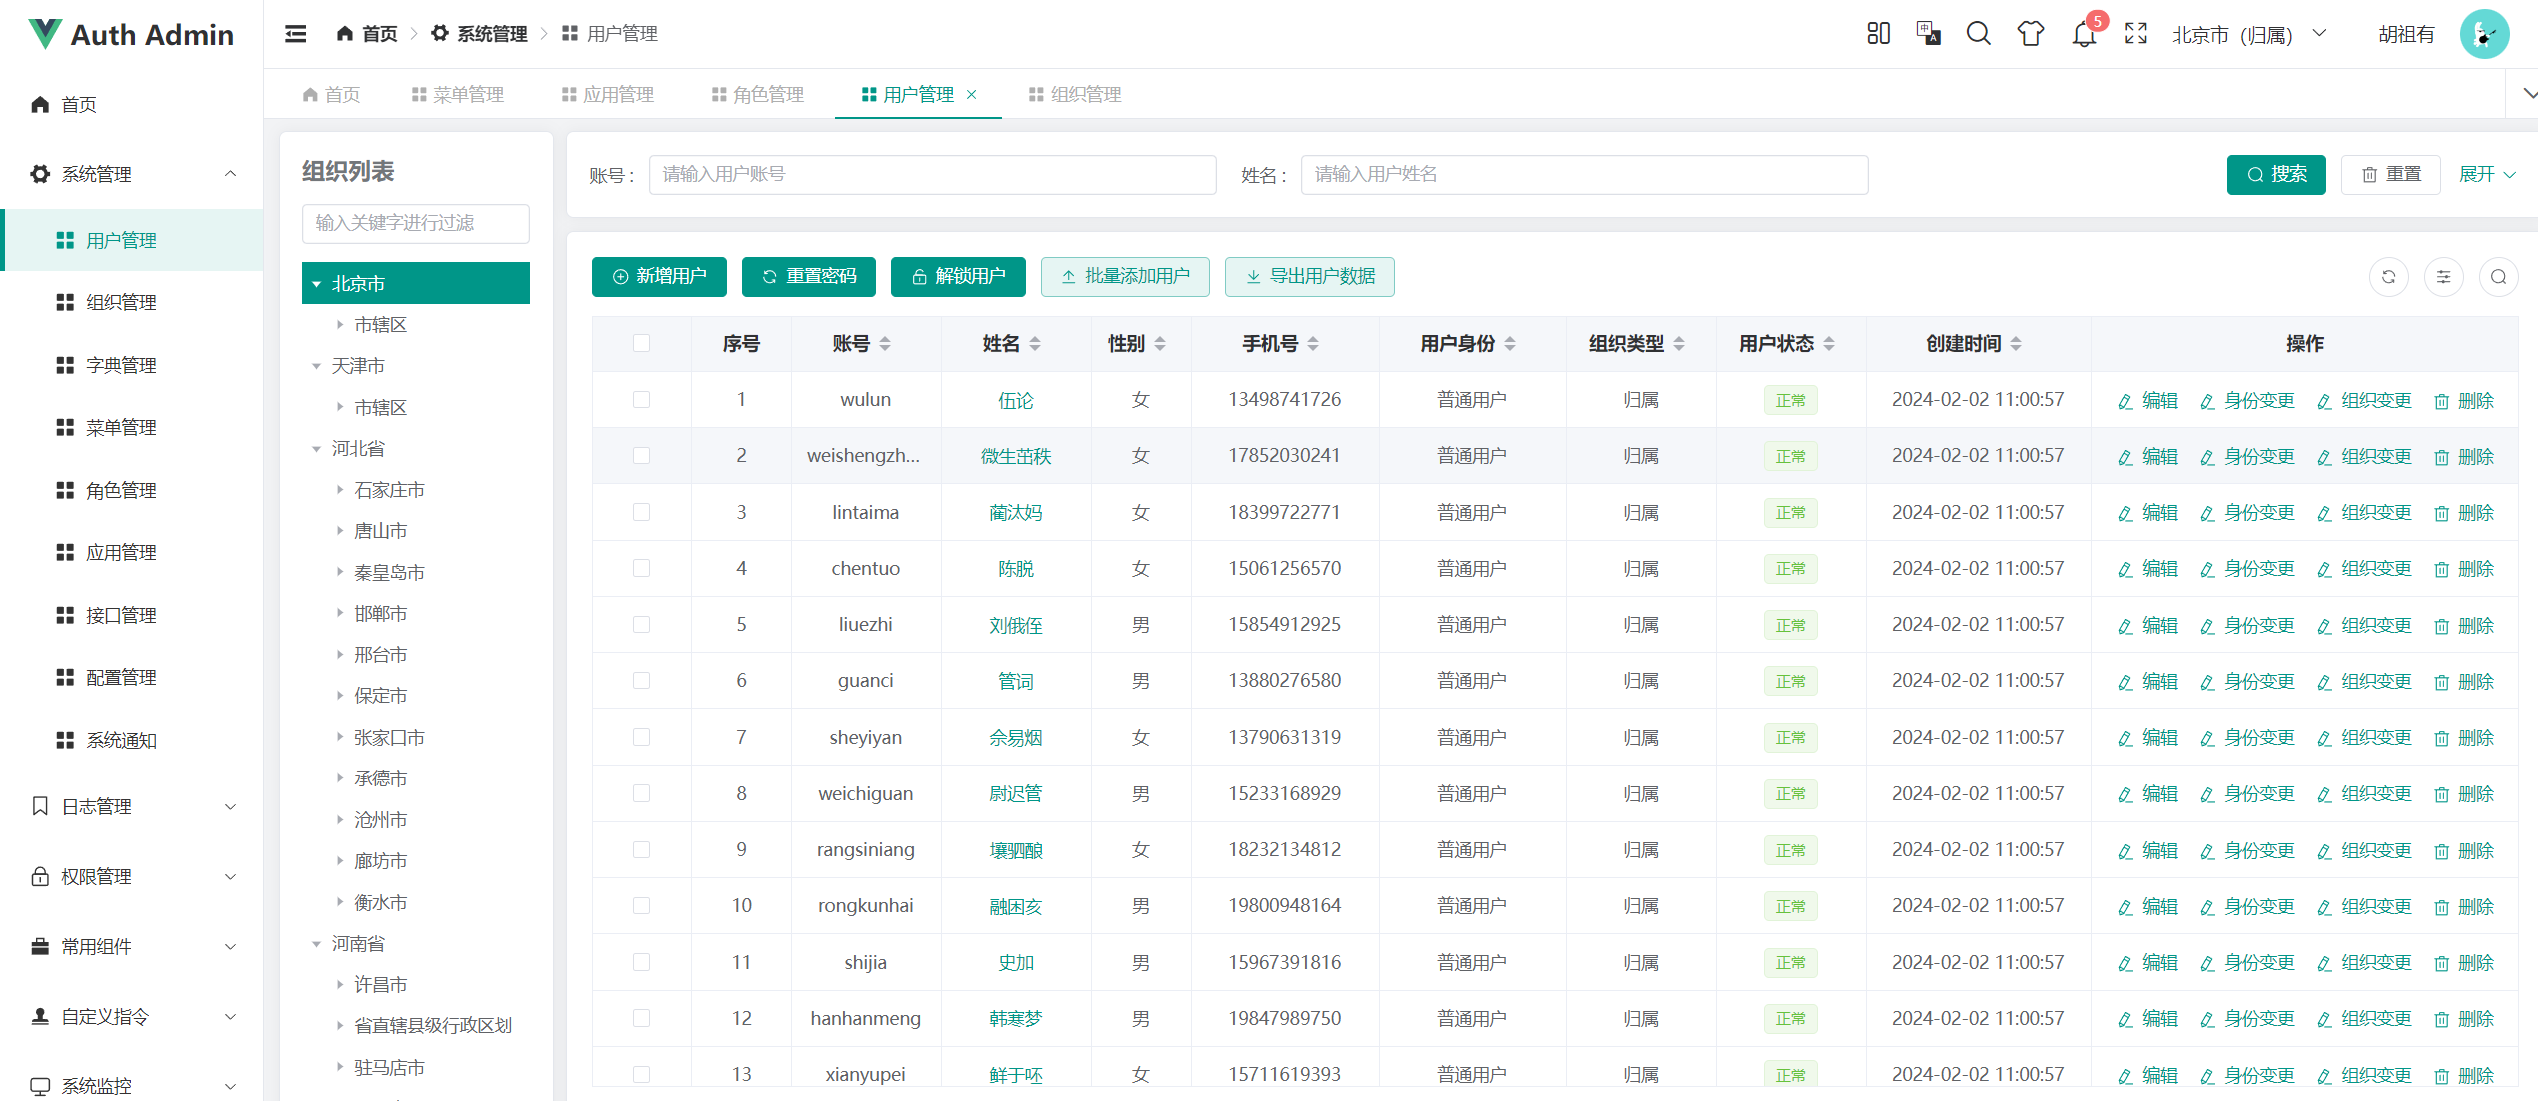 Auth Admin
首页
系统管理
用户管理
组织管理
字典管理
菜单管理
角色管理
应用管理
接口管理
配置管理
系统通知
日志管理
权限管理
常用组件
自定义指令
系统监控
首页 系统管理 用户管理
5
北京市（归属）
胡祖有
首页 菜单管理 应用管理 角色管理 用户管理 组织管理
组织列表
输入关键字进行过滤
北京市
市辖区
天津市
市辖区
河北省
石家庄市
唐山市
秦皇岛市
邯郸市
邢台市
保定市
张家口市
承德市
沧州市
廊坊市
衡水市
河南省
许昌市
省直辖县级行政区划
驻马店市
账号： 请输入用户账号 姓名： 请输入用户姓名 搜索 重置 展开
新增用户 重置密码 解锁用户 批量添加用户 导出用户数据
序号 账号 姓名 性别 手机号 用户身份 组织类型 用户状态 创建时间 操作
1 wulun 伍论 女 13498741726 普通用户 归属 正常 2024-02-02 11:00:57 编辑 身份变更 组织变更 删除
2 weishengzh... 微生茁秩 女 17852030241 普通用户 归属 正常 2024-02-02 11:00:57 编辑 身份变更 组织变更 删除
3 lintaima 蔺汰妈 女 18399722771 普通用户 归属 正常 2024-02-02 11:00:57 编辑 身份变更 组织变更 删除
4 chentuo 陈脱 女 15061256570 普通用户 归属 正常 2024-02-02 11:00:57 编辑 身份变更 组织变更 删除
5 liuezhi 刘俄侄 男 15854912925 普通用户 归属 正常 2024-02-02 11:00:57 编辑 身份变更 组织变更 删除
6 guanci 管词 男 13880276580 普通用户 归属 正常 2024-02-02 11:00:57 编辑 身份变更 组织变更 删除
7 sheyiyan 佘易烟 女 13790631319 普通用户 归属 正常 2024-02-02 11:00:57 编辑 身份变更 组织变更 删除
8 weichiguan 尉迟管 男 15233168929 普通用户 归属 正常 2024-02-02 11:00:57 编辑 身份变更 组织变更 删除
9 rangsiniang 壤驷酿 女 18232134812 普通用户 归属 正常 2024-02-02 11:00:57 编辑 身份变更 组织变更 删除
10 rongkunhai 融困亥 男 19800948164 普通用户 归属 正常 2024-02-02 11:00:57 编辑 身份变更 组织变更 删除
11 shijia 史加 男 15967391816 普通用户 归属 正常 2024-02-02 11:00:57 编辑 身份变更 组织变更 删除
12 hanhanmeng 韩寒梦 男 19847989750 普通用户 归属 正常 2024-02-02 11:00:57 编辑 身份变更 组织变更 删除
13 xianyupei 鲜于呸 女 15711619393 普通用户 归属 正常 2024-02-02 11:00:57 编辑 身份变更 组织变更 删除